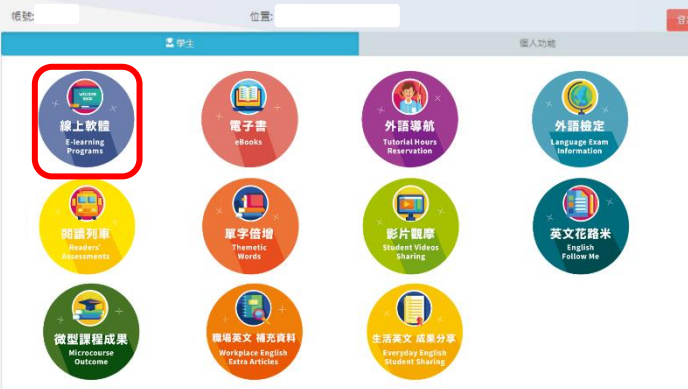 帳號:
位置:
學生
個人功能
WELCOME
BACK
線上軟體
E-learning
Programs
電子書
eBooks
外語導航
Tutorial Hours
Reservation
外語檢定
Language Exam
Information
閱讀列車
Readers'
Assessments
單字倍增
Themetic
Words
影片觀摩
Student Videos
Sharing
英文花路米
English
Follow Me
微型課程成果
Microcourse
Outcome
職場英文 補充資料
Workplace English
Extra Articles
生活英文 成果分享
Everyday English
Student Sharing